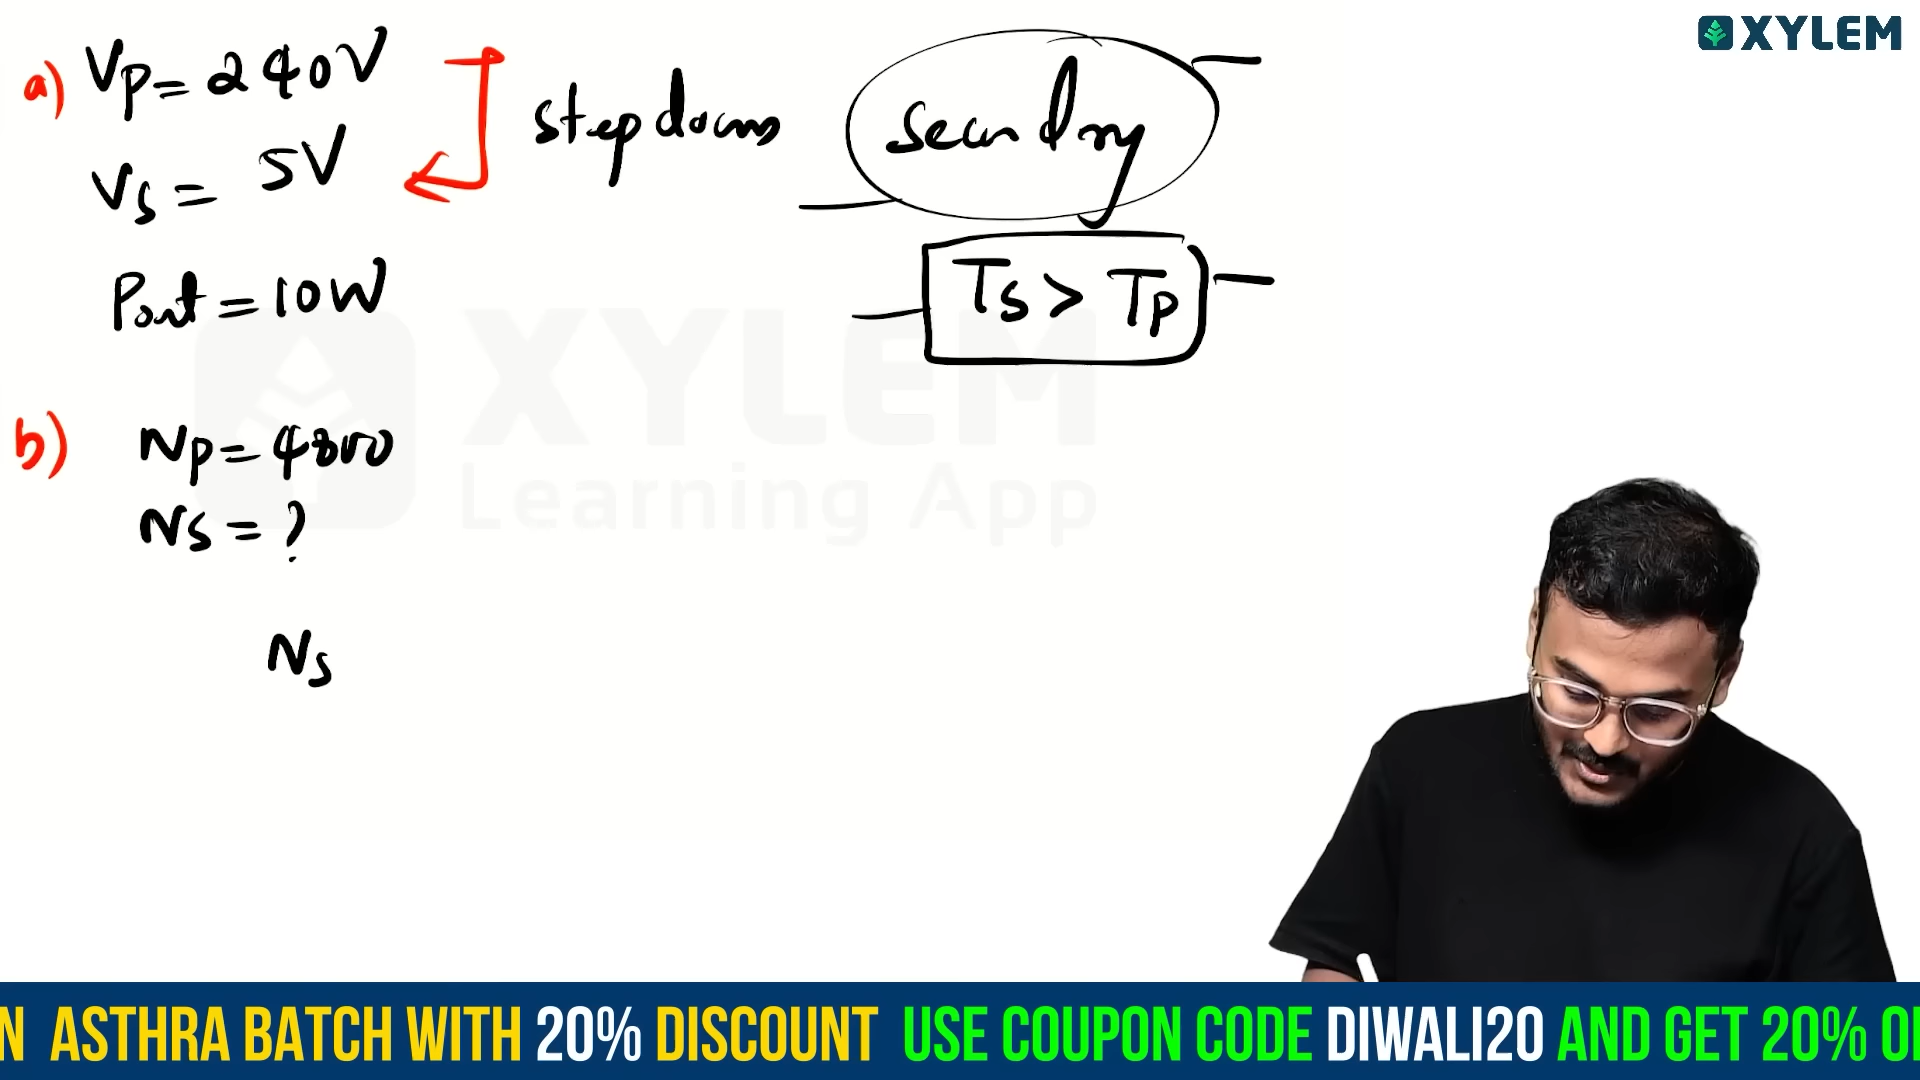 XYLEM
a) Vp = 240V
Vs = 5V
step down
secondry
Pout = 10W
Ts > Tp
b) Np = 4800
Ns = ?
Ns
XYLEM
Learning App
N ASTHRA BATCH WITH 20% DISCOUNT USE COUPON CODE DIWALI20 AND GET 20% O